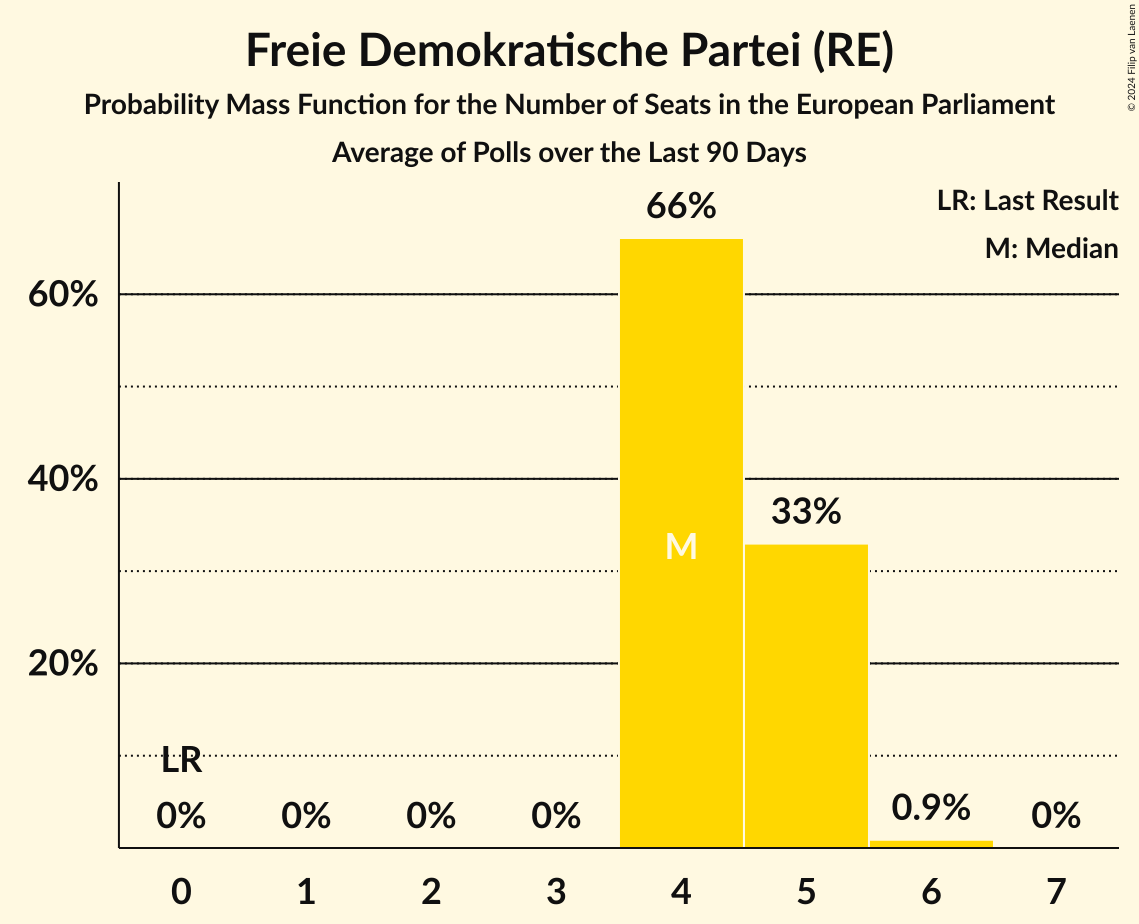 Freie Demokratische Partei (RE)
Probability Mass Function for the Number of Seats in the European Parliament
Average of Polls over the Last 90 Days
© 2024 Filip van Laenen
LR: Last Result
M: Median
66%
60%
33%
40%
M
20%
LR
0%
0%
0%
0%
0.9%
0%
0
1
2
3
4
5
6
7